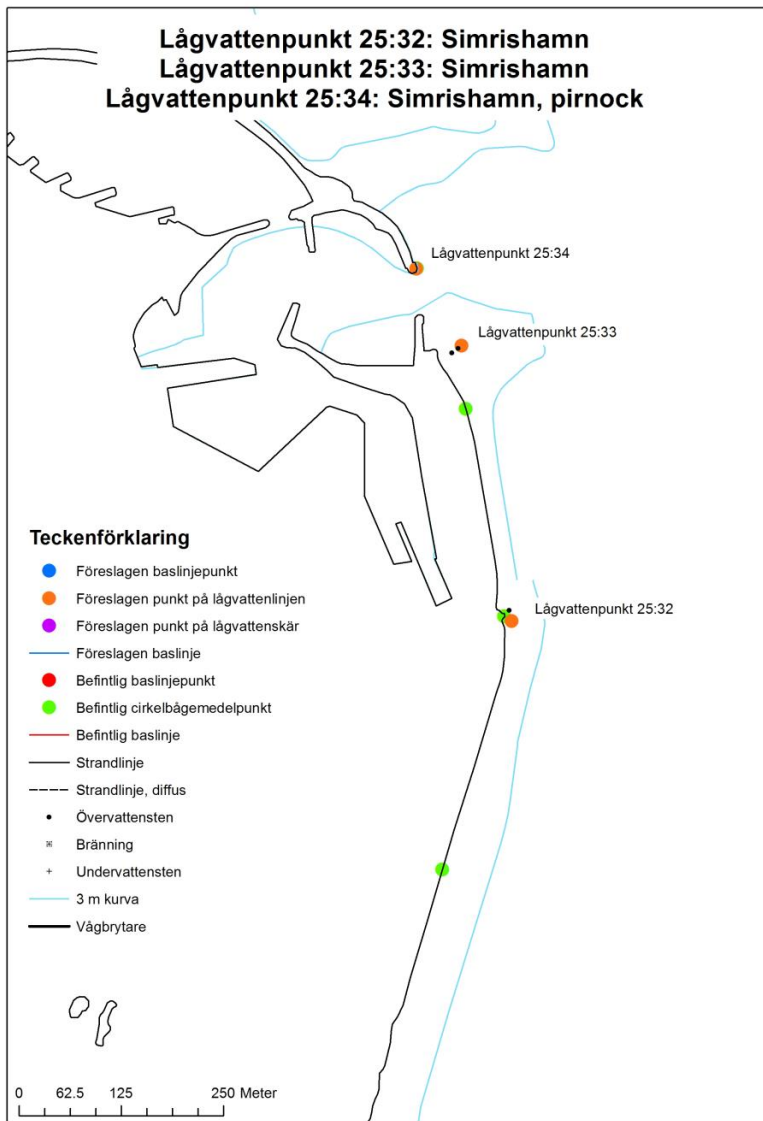 Lågvattenpunkt 25:32: Simrishamn
Lågvattenpunkt 25:33: Simrishamn
Lågvattenpunkt 25:34: Simrishamn, pirnock
Lågvattenpunkt 25:34
Lågvattenpunkt 25:33
Lågvattenpunkt 25:32
Teckenförklaring
Föreslagen baslinjepunkt
Föreslagen punkt på lågvattenlinjen
Föreslagen punkt på lågvattenskär
Föreslagen baslinje
Befintlig baslinjepunkt
Befintlig cirkelbågemedelpunkt
Befintlig baslinje
Strandlinje
Strandlinje, diffus
Övervattensten
Bränning
Undervattensten
3 m kurva
Vågbrytare
0 62.5 125 250 Meter